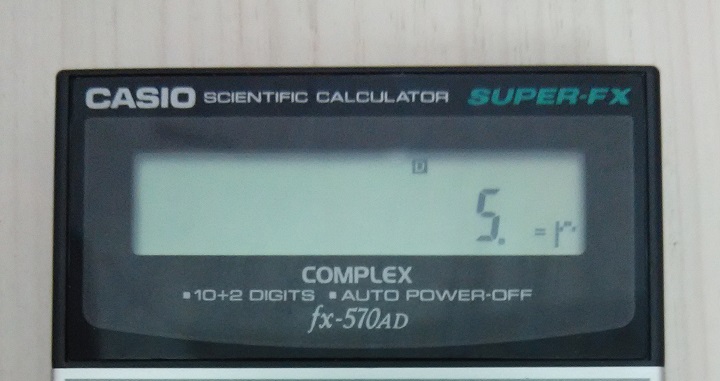 CASIO SCIENTIFIC CALCULATOR SUPER-FX
D
5. =r
COMPLEX
▪10+2 DIGITS ▪AUTO POWER-OFF
fx-570AD